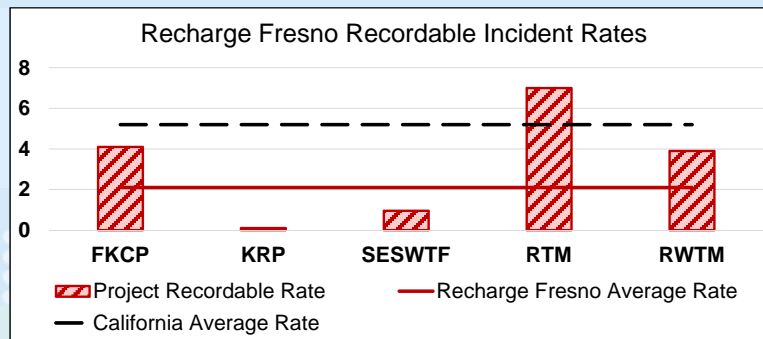 Recharge Fresno Recordable Incident Rates
8
6
4
2
0
FKCP KRP SESWTF RTM RWTM
Project Recordable Rate Recharge Fresno Average Rate
California Average Rate